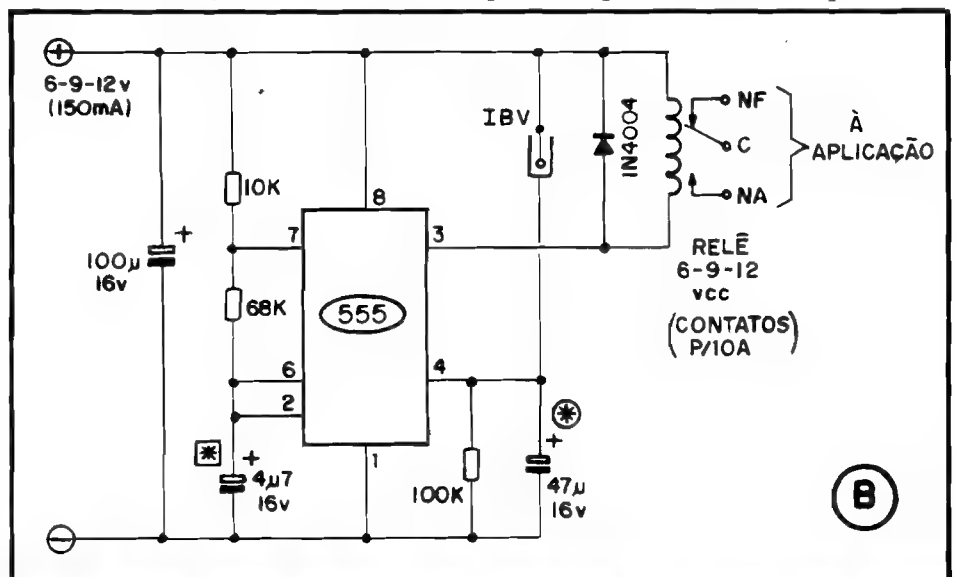 6-9-12v
(150mA)
100µ
16v
10K
68K
7
8
3
555
6
2
4
1
4µ7
16v
100K
47µ
16v
IBV
1N4004
NF
C
NA
À
APLICAÇÃO
RELÊ
6-9-12
vcc
(CONTATOS
P/10A)
B